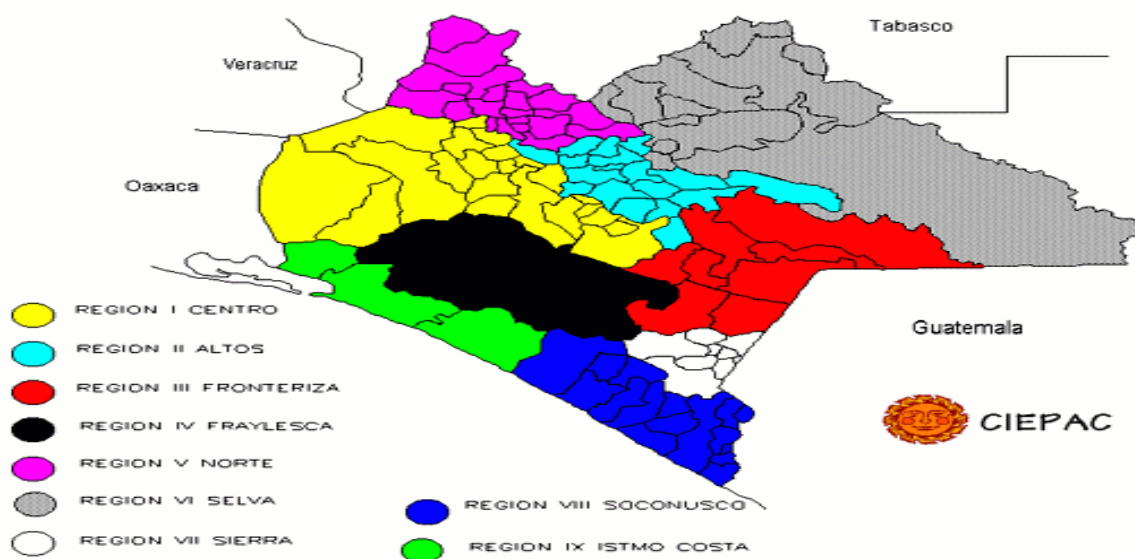 Tabasco
Veracruz
Oaxaca
Guatemala
REGION I CENTRO
REGION II ALTOS
REGION III FRONTERIZA
REGION IV FRAYLESCA
REGION V NORTE
REGION VI SELVA
REGION VII SIERRA
REGION VIII SOCONUSCO
REGION IX ISTMO COSTA
CIEPAC